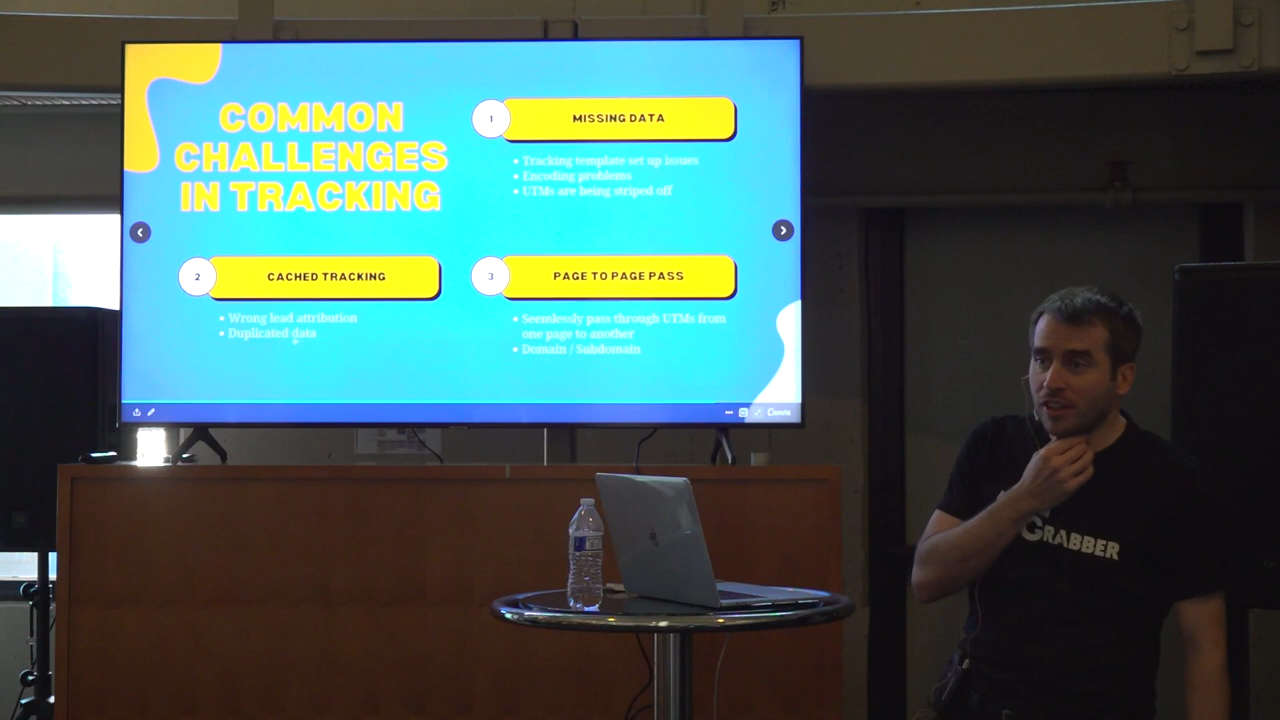 COMMON
CHALLENGES
IN TRACKING
1
MISSING DATA
• Tracking template set up issues
• Encoding problems
• UTMs are being striped off
2
CACHED TRACKING
• Wrong lead attribution
• Duplicated data
3
PAGE TO PAGE PASS
• Seemlessly pass through UTMs from
one page to another
• Domain / Subdomain
Canva
GRABBER